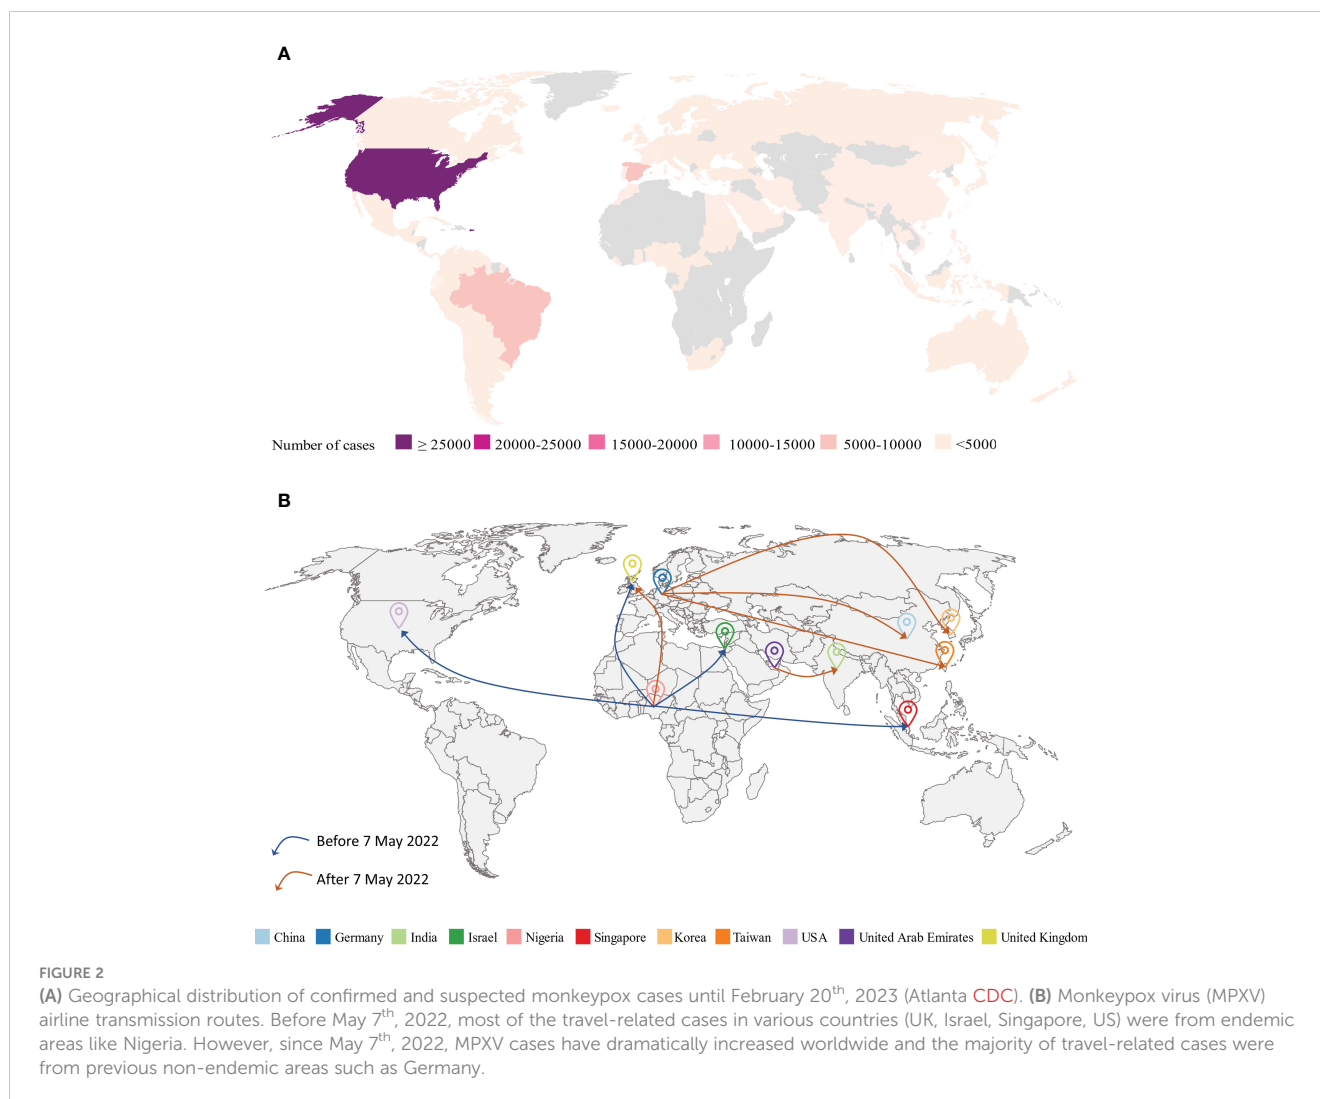 A
Number of cases ≥ 25000 20000-25000 15000-20000 10000-15000 5000-10000 <5000
B
Before 7 May 2022
After 7 May 2022
China Germany India Israel Nigeria Singapore Korea Taiwan USA United Arab Emirates United Kingdom
FIGURE 2
(A) Geographical distribution of confirmed and suspected monkeypox cases until February 20th, 2023 (Atlanta CDC). (B) Monkeypox virus (MPXV)
airline transmission routes. Before May 7th, 2022, most of the travel-related cases in various countries (UK, Israel, Singapore, US) were from endemic
areas like Nigeria. However, since May 7th, 2022, MPXV cases have dramatically increased worldwide and the majority of travel-related cases were
from previous non-endemic areas such as Germany.